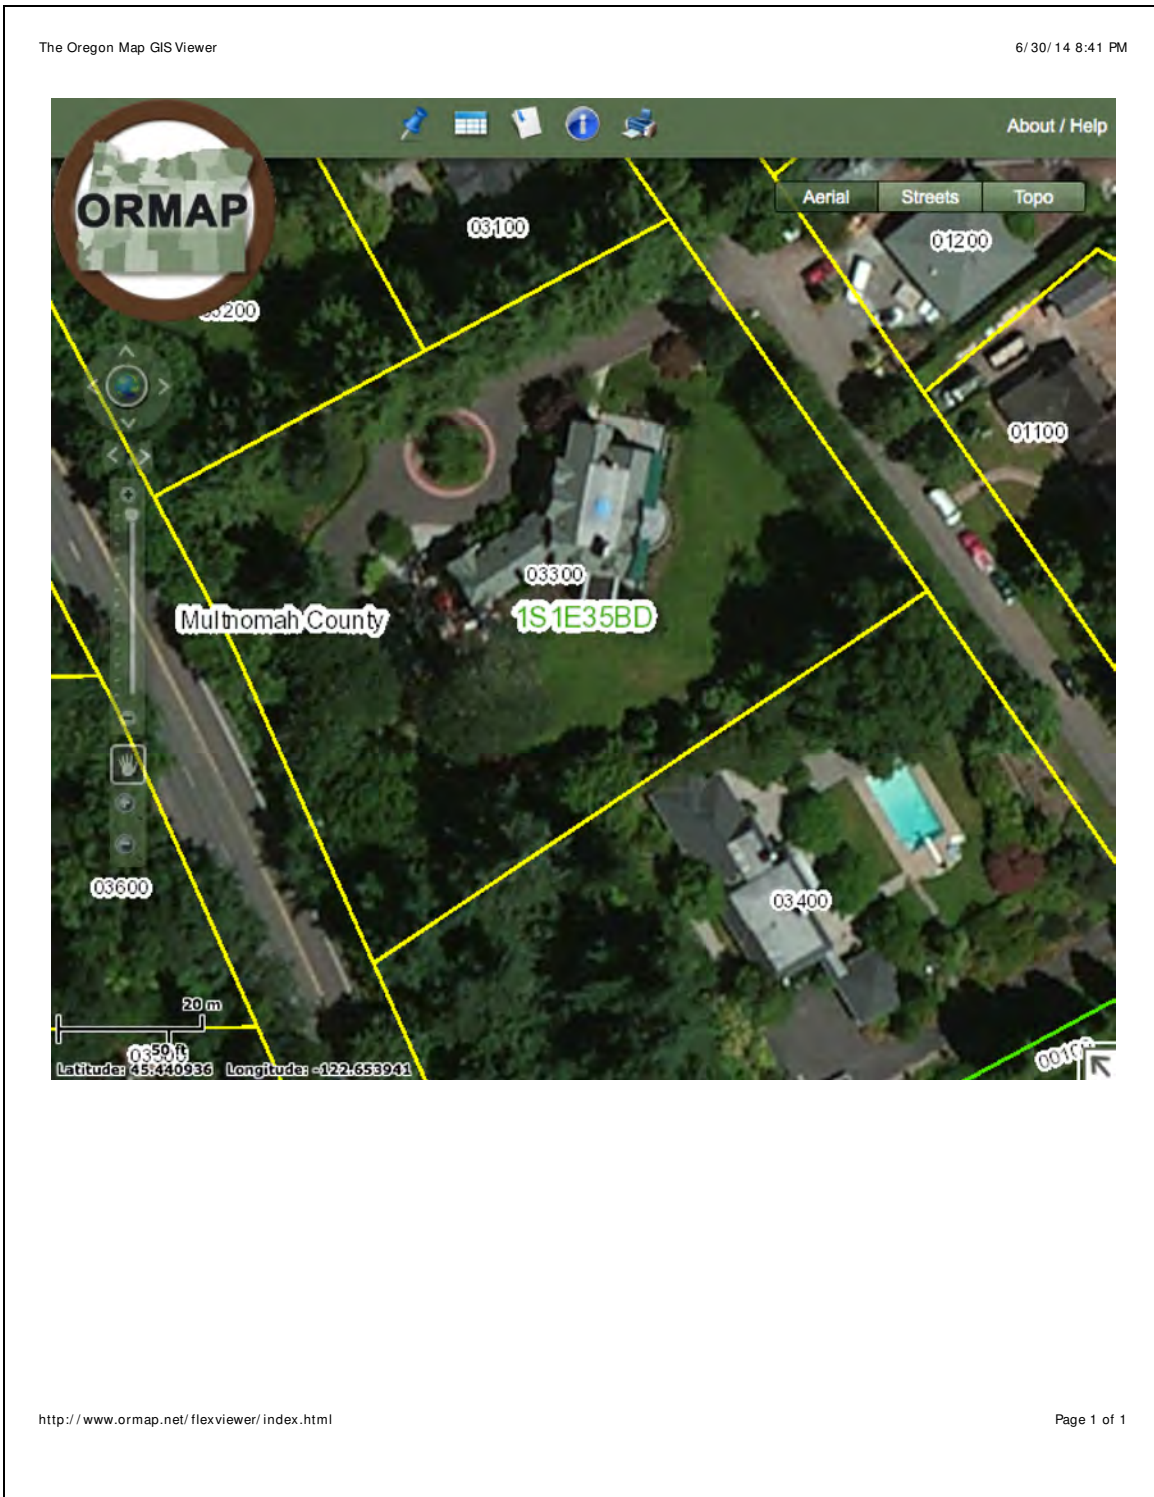 The Oregon Map GIS Viewer
6/30/14 8:41 PM
About / Help
ORMAP
Aerial
Streets
Topo
03100
01200
03200
01100
03300
Multnomah County
1S1E35BD
03600
03400
20 m
50 ft
Latitude: 45.440936 Longitude: -122.653941
http://www.ormap.net/flexviewer/index.html
Page 1 of 1